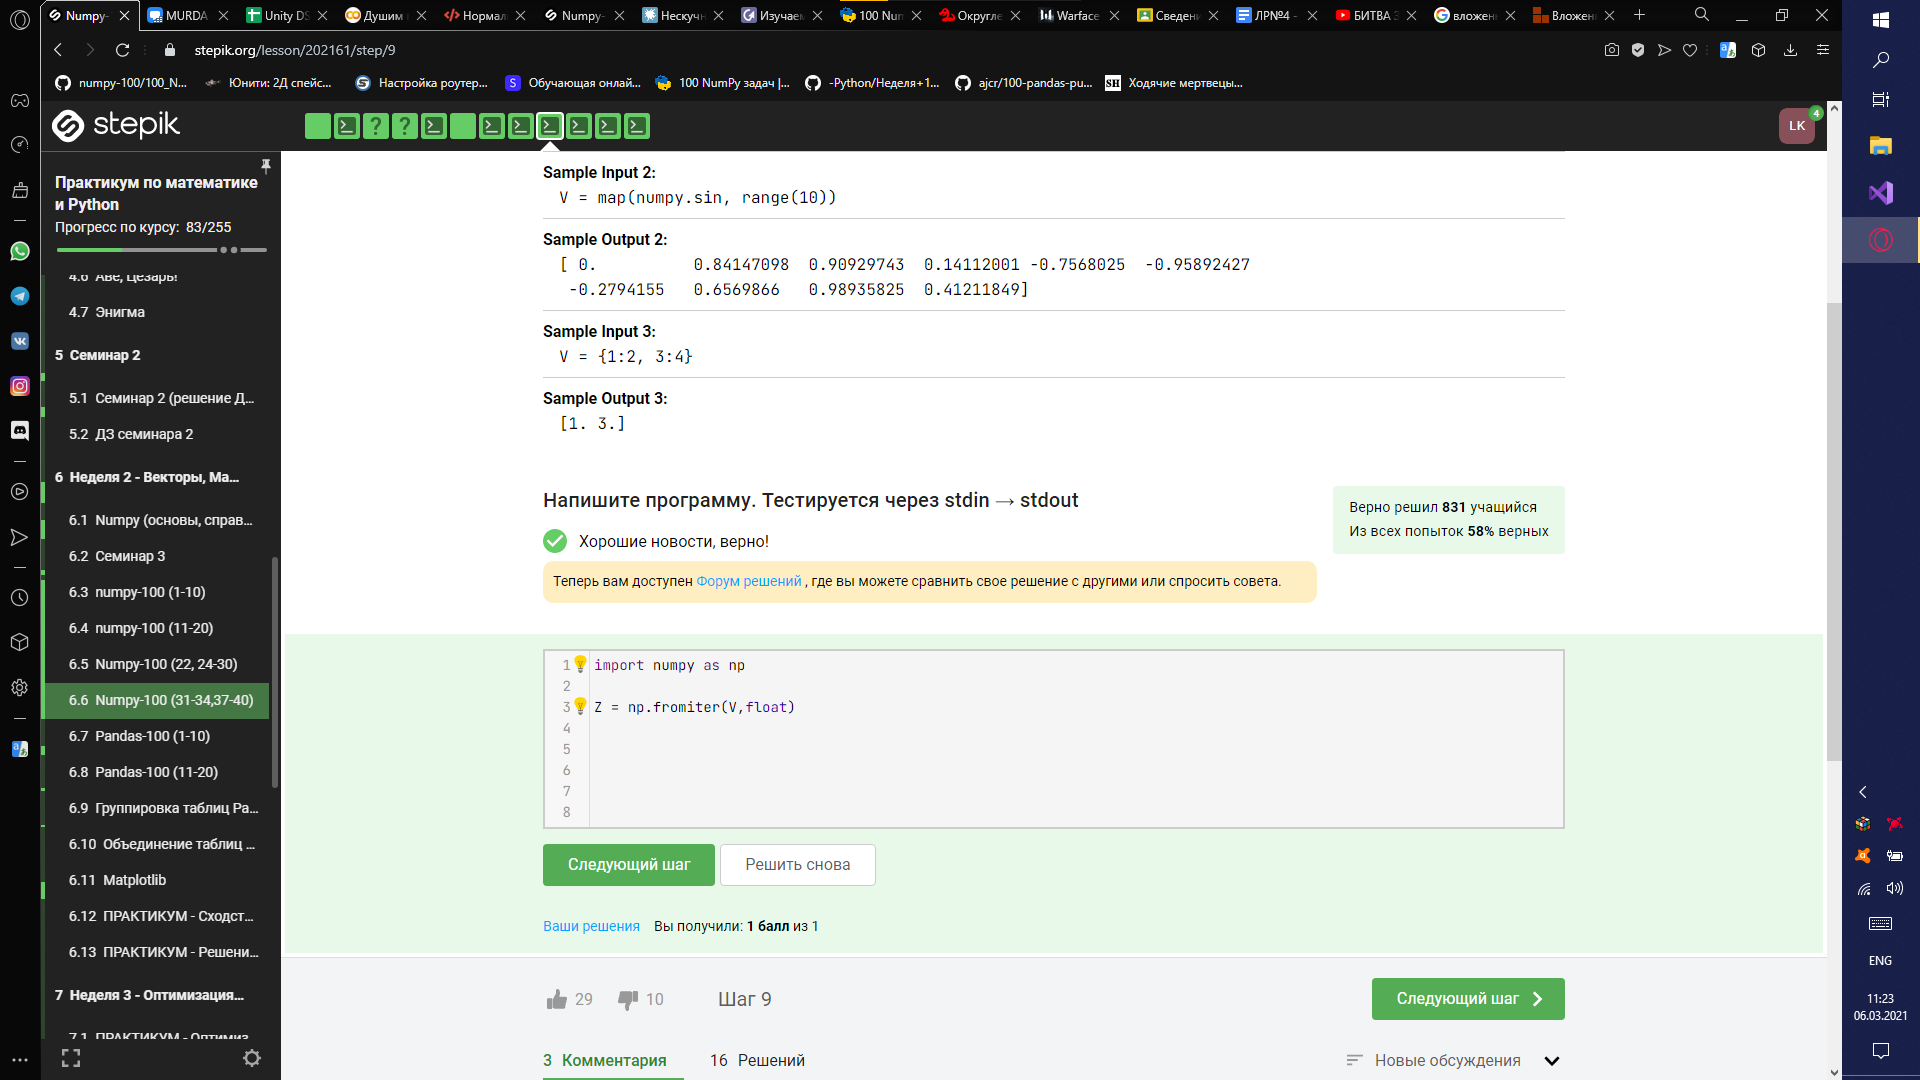 Numpy-
MURDA
Unity DS
Душим
Нормал
Numpy-
Нескучн
Изучаем
100 Num
Округле
Warface
Сведени
ЛР№4 -
БИТВА З
вложен
Вложен
stepik.org/lesson/202161/step/9
numpy-100/100_N...
Юнити: 2Д спейс...
Настройка роутер...
Обучающая онлай...
100 NumPy задач |...
-Python/Неделя+1...
ajcr/100-pandas-pu...
SH Ходячие мертвецы...
stepik
LK
4
Практикум по математике
и Python
Прогресс по курсу: 83/255
4.6 Аве, Цезарь!
4.7 Энигма
5 Семинар 2
5.1 Семинар 2 (решение Д...
5.2 ДЗ семинара 2
6 Неделя 2 - Векторы, Ма...
6.1 Numpy (основы, справ...
6.2 Семинар 3
6.3 numpy-100 (1-10)
6.4 numpy-100 (11-20)
6.5 Numpy-100 (22, 24-30)
6.6 Numpy-100 (31-34,37-40)
6.7 Pandas-100 (1-10)
6.8 Pandas-100 (11-20)
6.9 Группировка таблиц Pa...
6.10 Объединение таблиц ...
6.11 Matplotlib
6.12 ПРАКТИКУМ - Сходст...
6.13 ПРАКТИКУМ - Решени...
7 Неделя 3 - Оптимизация...
7.1 ПРАКТИКУМ - Оптимиз...
Sample Input 2:
V = map(numpy.sin, range(10))
Sample Output 2:
[ 0. 0.84147098 0.90929743 0.14112001 -0.7568025 -0.95892427
-0.2794155 0.6569866 0.98935825 0.41211849]
Sample Input 3:
V = {1:2, 3:4}
Sample Output 3:
[1. 3.]
Напишите программу. Тестируется через stdin → stdout
Верно решил 831 учащийся
Из всех попыток 58% верных
Хорошие новости, верно!
Теперь вам доступен Форум решений , где вы можете сравнить свое решение с другими или спросить совета.
1 import numpy as np
2
3 Z = np.fromiter(V,float)
4
5
6
7
8
Следующий шаг
Решить снова
Ваши решения Вы получили: 1 балл из 1
29
10
Шаг 9
Следующий шаг
3 Комментария
16 Решений
Новые обсуждения
ENG
11:23
06.03.2021